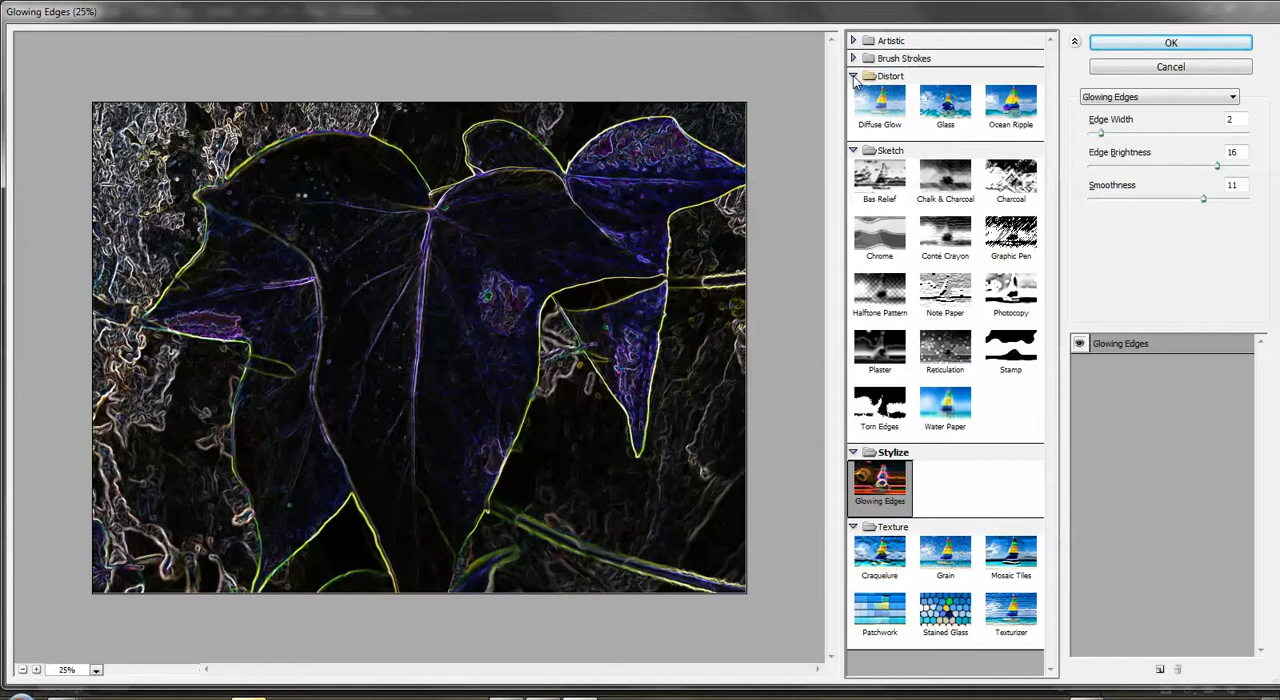 Glowing Edges (25%)
Artistic
Brush Strokes
Distort
Diffuse Glow Glass Ocean Ripple
Sketch
Bas Relief Chalk & Charcoal Charcoal
Chrome Conté Crayon Graphic Pen
Halftone Pattern Note Paper Photocopy
Plaster Reticulation Stamp
Torn Edges Water Paper
Stylize
Glowing Edges
Texture
Craquelure Grain Mosaic Tiles
Patchwork Stained Glass Texturizer
OK
Cancel
Glowing Edges
Edge Width 2
Edge Brightness 16
Smoothness 11
Glowing Edges
25%